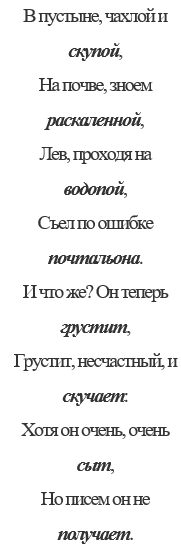 В пустыне, чахлой и
скупой,
На почве, зноем
раскаленной,
Лев, проходя на
водопой,
Съел по ошибке
почтальона.
И что же? Он теперь
грустит,
Грустит, несчастный, и
скучает:
Хотя он очень, очень
сыт,
Но писем он не
получает.